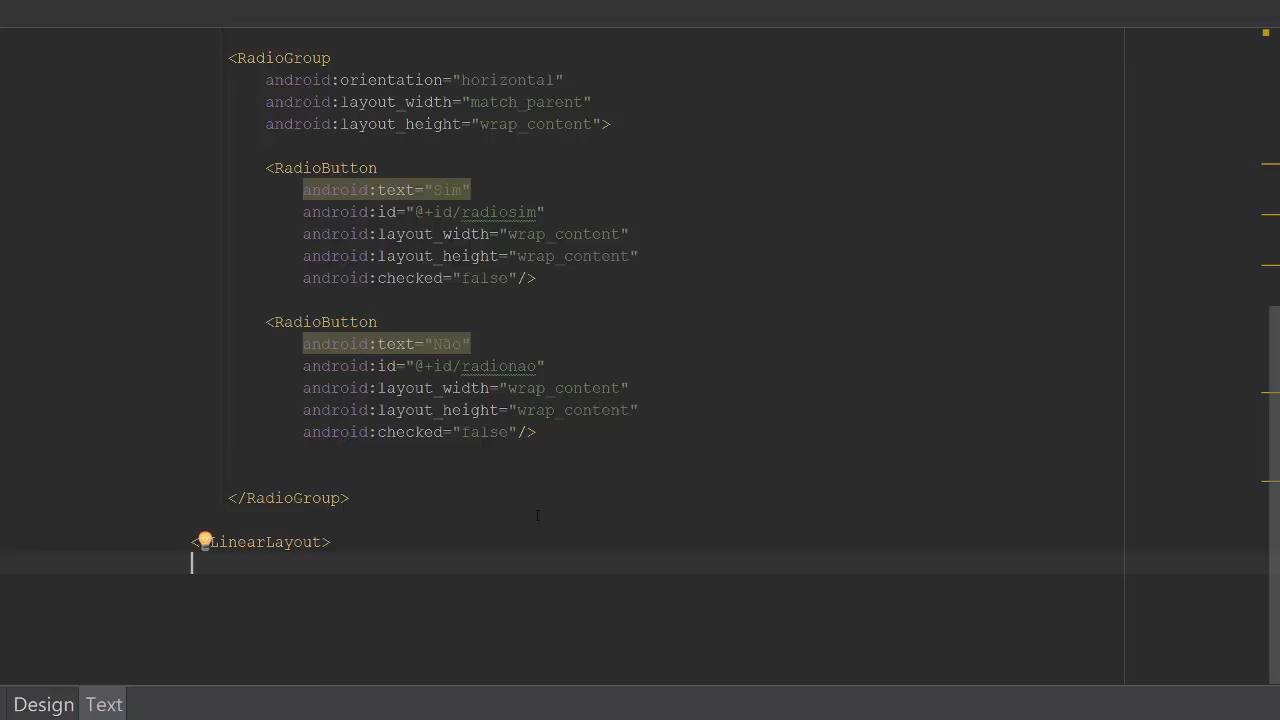 <RadioGroup
android:orientation="horizontal"
android:layout_width="match_parent"
android:layout_height="wrap_content">
<RadioButton
android:text="Sim"
android:id="@+id/radiosim"
android:layout_width="wrap_content"
android:layout_height="wrap_content"
android:checked="false"/>
<RadioButton
android:text="Não"
android:id="@+id/radionao"
android:layout_width="wrap_content"
android:layout_height="wrap_content"
android:checked="false"/>
</RadioGroup>
</LinearLayout>
Design Text